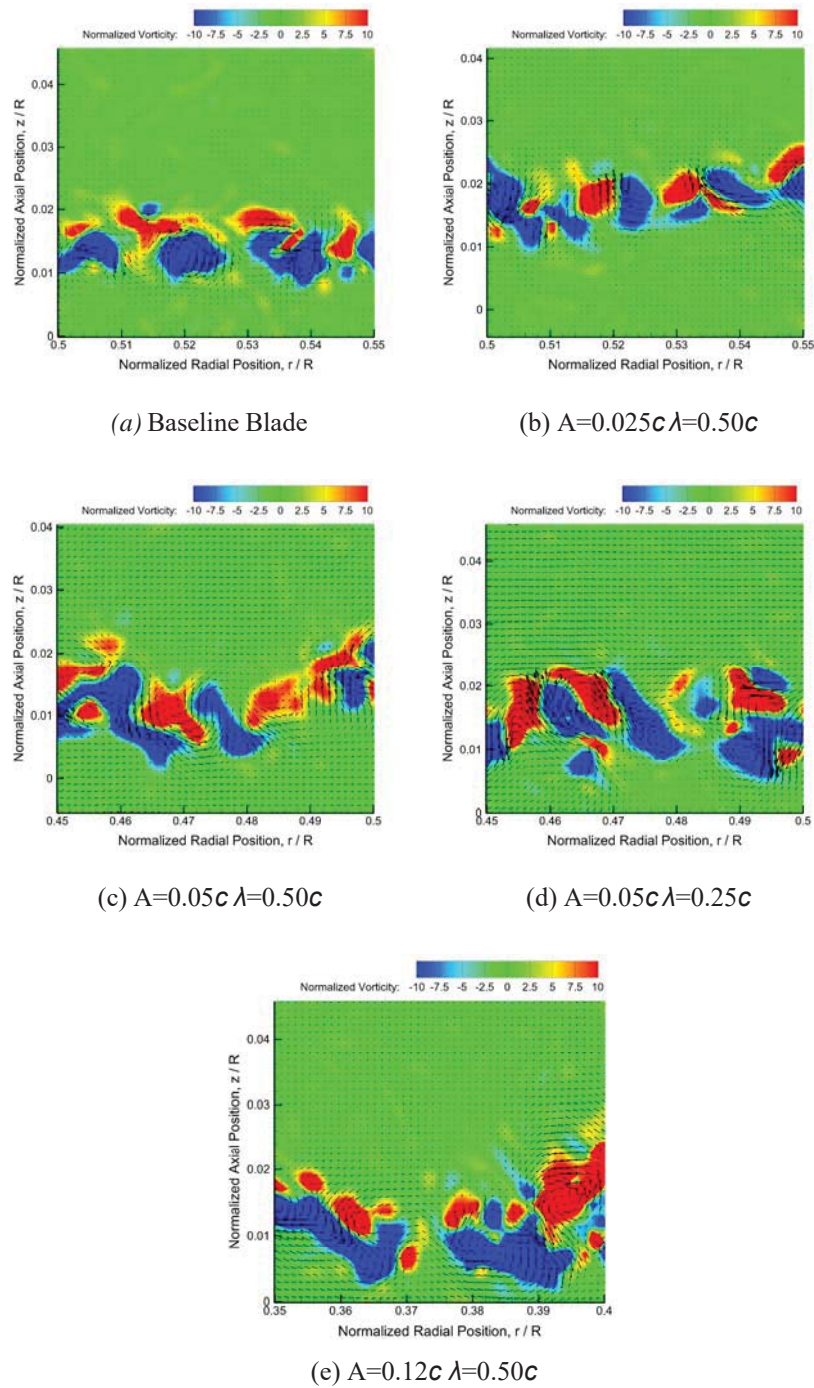 Normalized Vorticity: -10 -7.5 -5 -2.5 0 2.5 5 7.5 10
Normalized Axial Position, z / R
0.04
0.03
0.02
0.01
0
0.5 0.51 0.52 0.53 0.54 0.55
Normalized Radial Position, r / R
(a) Baseline Blade
Normalized Vorticity: -10 -7.5 -5 -2.5 0 2.5 5 7.5 10
Normalized Axial Position, z / R
0.04
0.03
0.02
0.01
0
0.5 0.51 0.52 0.53 0.54 0.55
Normalized Radial Position, r / R
(b) A=0.025c λ=0.50c
Normalized Vorticity: -10 -7.5 -5 -2.5 0 2.5 5 7.5 10
Normalized Axial Position, z / R
0.04
0.03
0.02
0.01
0
0.45 0.46 0.47 0.48 0.49 0.5
Normalized Radial Position, r / R
(c) A=0.05c λ=0.50c
Normalized Vorticity: -10 -7.5 -5 -2.5 0 2.5 5 7.5 10
Normalized Axial Position, z / R
0.04
0.03
0.02
0.01
0
0.45 0.46 0.47 0.48 0.49 0.5
Normalized Radial Position, r / R
(d) A=0.05c λ=0.25c
Normalized Vorticity: -10 -7.5 -5 -2.5 0 2.5 5 7.5 10
Normalized Axial Position, z / R
0.04
0.03
0.02
0.01
0
0.35 0.36 0.37 0.38 0.39 0.4
Normalized Radial Position, r / R
(e) A=0.12c λ=0.50c